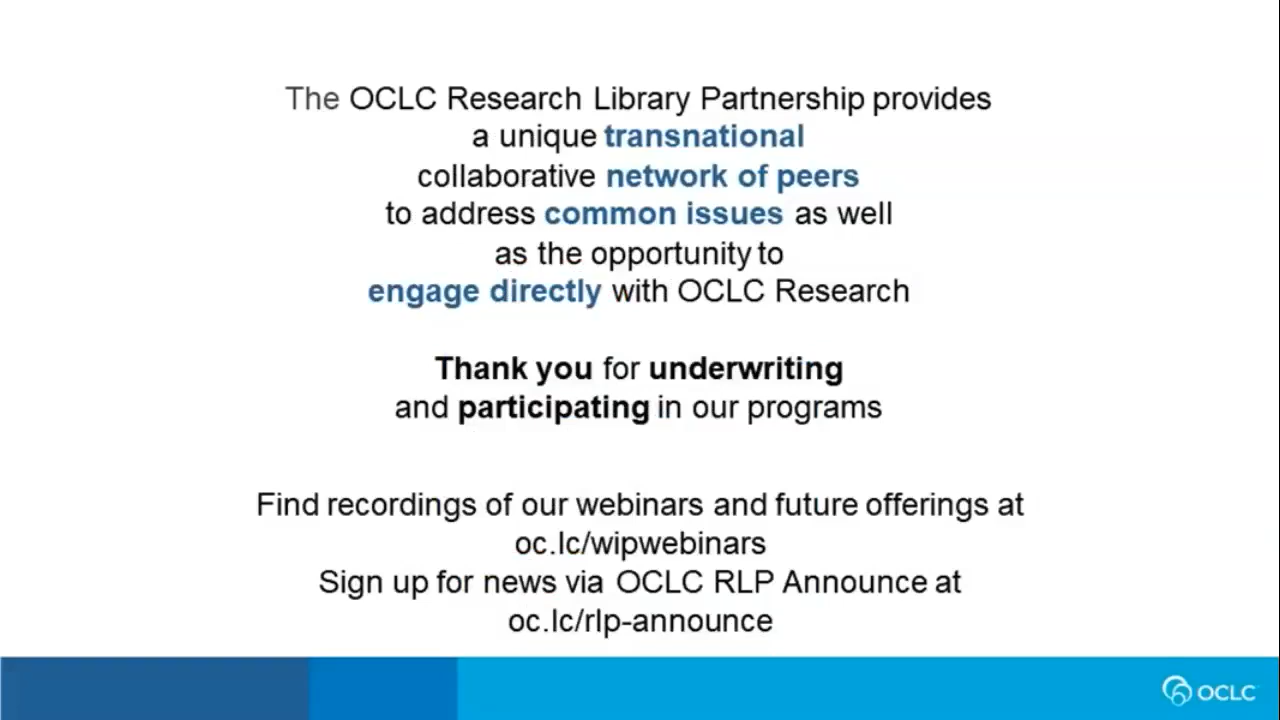 The OCLC Research Library Partnership provides
a unique transnational
collaborative network of peers
to address common issues as well
as the opportunity to
engage directly with OCLC Research
Thank you for underwriting
and participating in our programs
Find recordings of our webinars and future offerings at
oc.lc/wipwebinars
Sign up for news via OCLC RLP Announce at
oc.lc/rlp-announce
OCLC